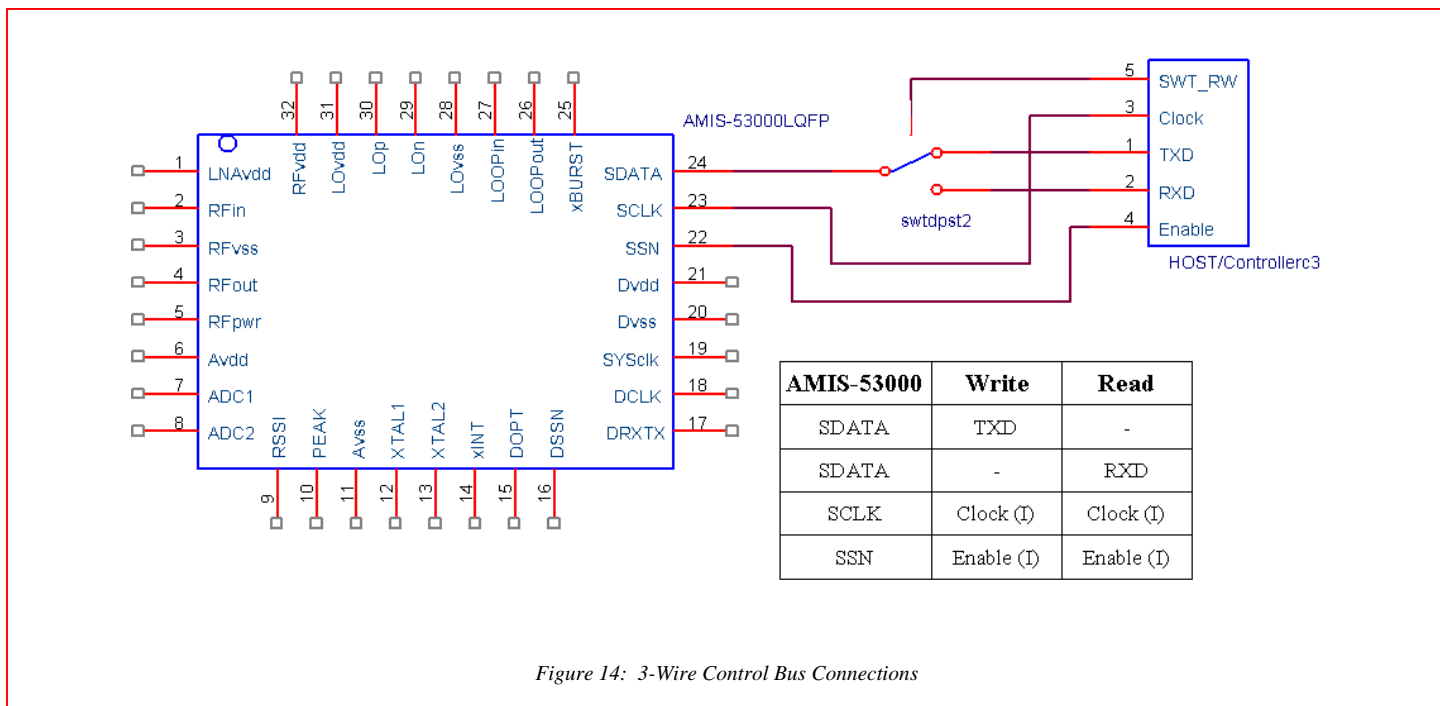 32
31
30
29
28
27
26
25
RFvdd
LOvdd
LOp
LOn
LOvss
LOOPin
LOOPout
xBURST
AMIS-53000LQFP
1 LNAvdd
2 RFin
3 RFvss
4 RFout
5 RFpwr
6 Avdd
7 ADC1
8 ADC2
SDATA 24
SCLK 23
SSN 22
Dvdd 21
Dvss 20
SYSclk 19
DCLK 18
DRXTX 17
RSSI
PEAK
Avss
XTAL1
XTAL2
xINT
DOPT
DSSN
9
10
11
12
13
14
15
16
swtdpst2
5 SWT_RW
3 Clock
1 TXD
2 RXD
4 Enable
HOST/Controllerc3
AMIS-53000 Write Read
SDATA TXD -
SDATA - RXD
SCLK Clock (I) Clock (I)
SSN Enable (I) Enable (I)
Figure 14: 3-Wire Control Bus Connections